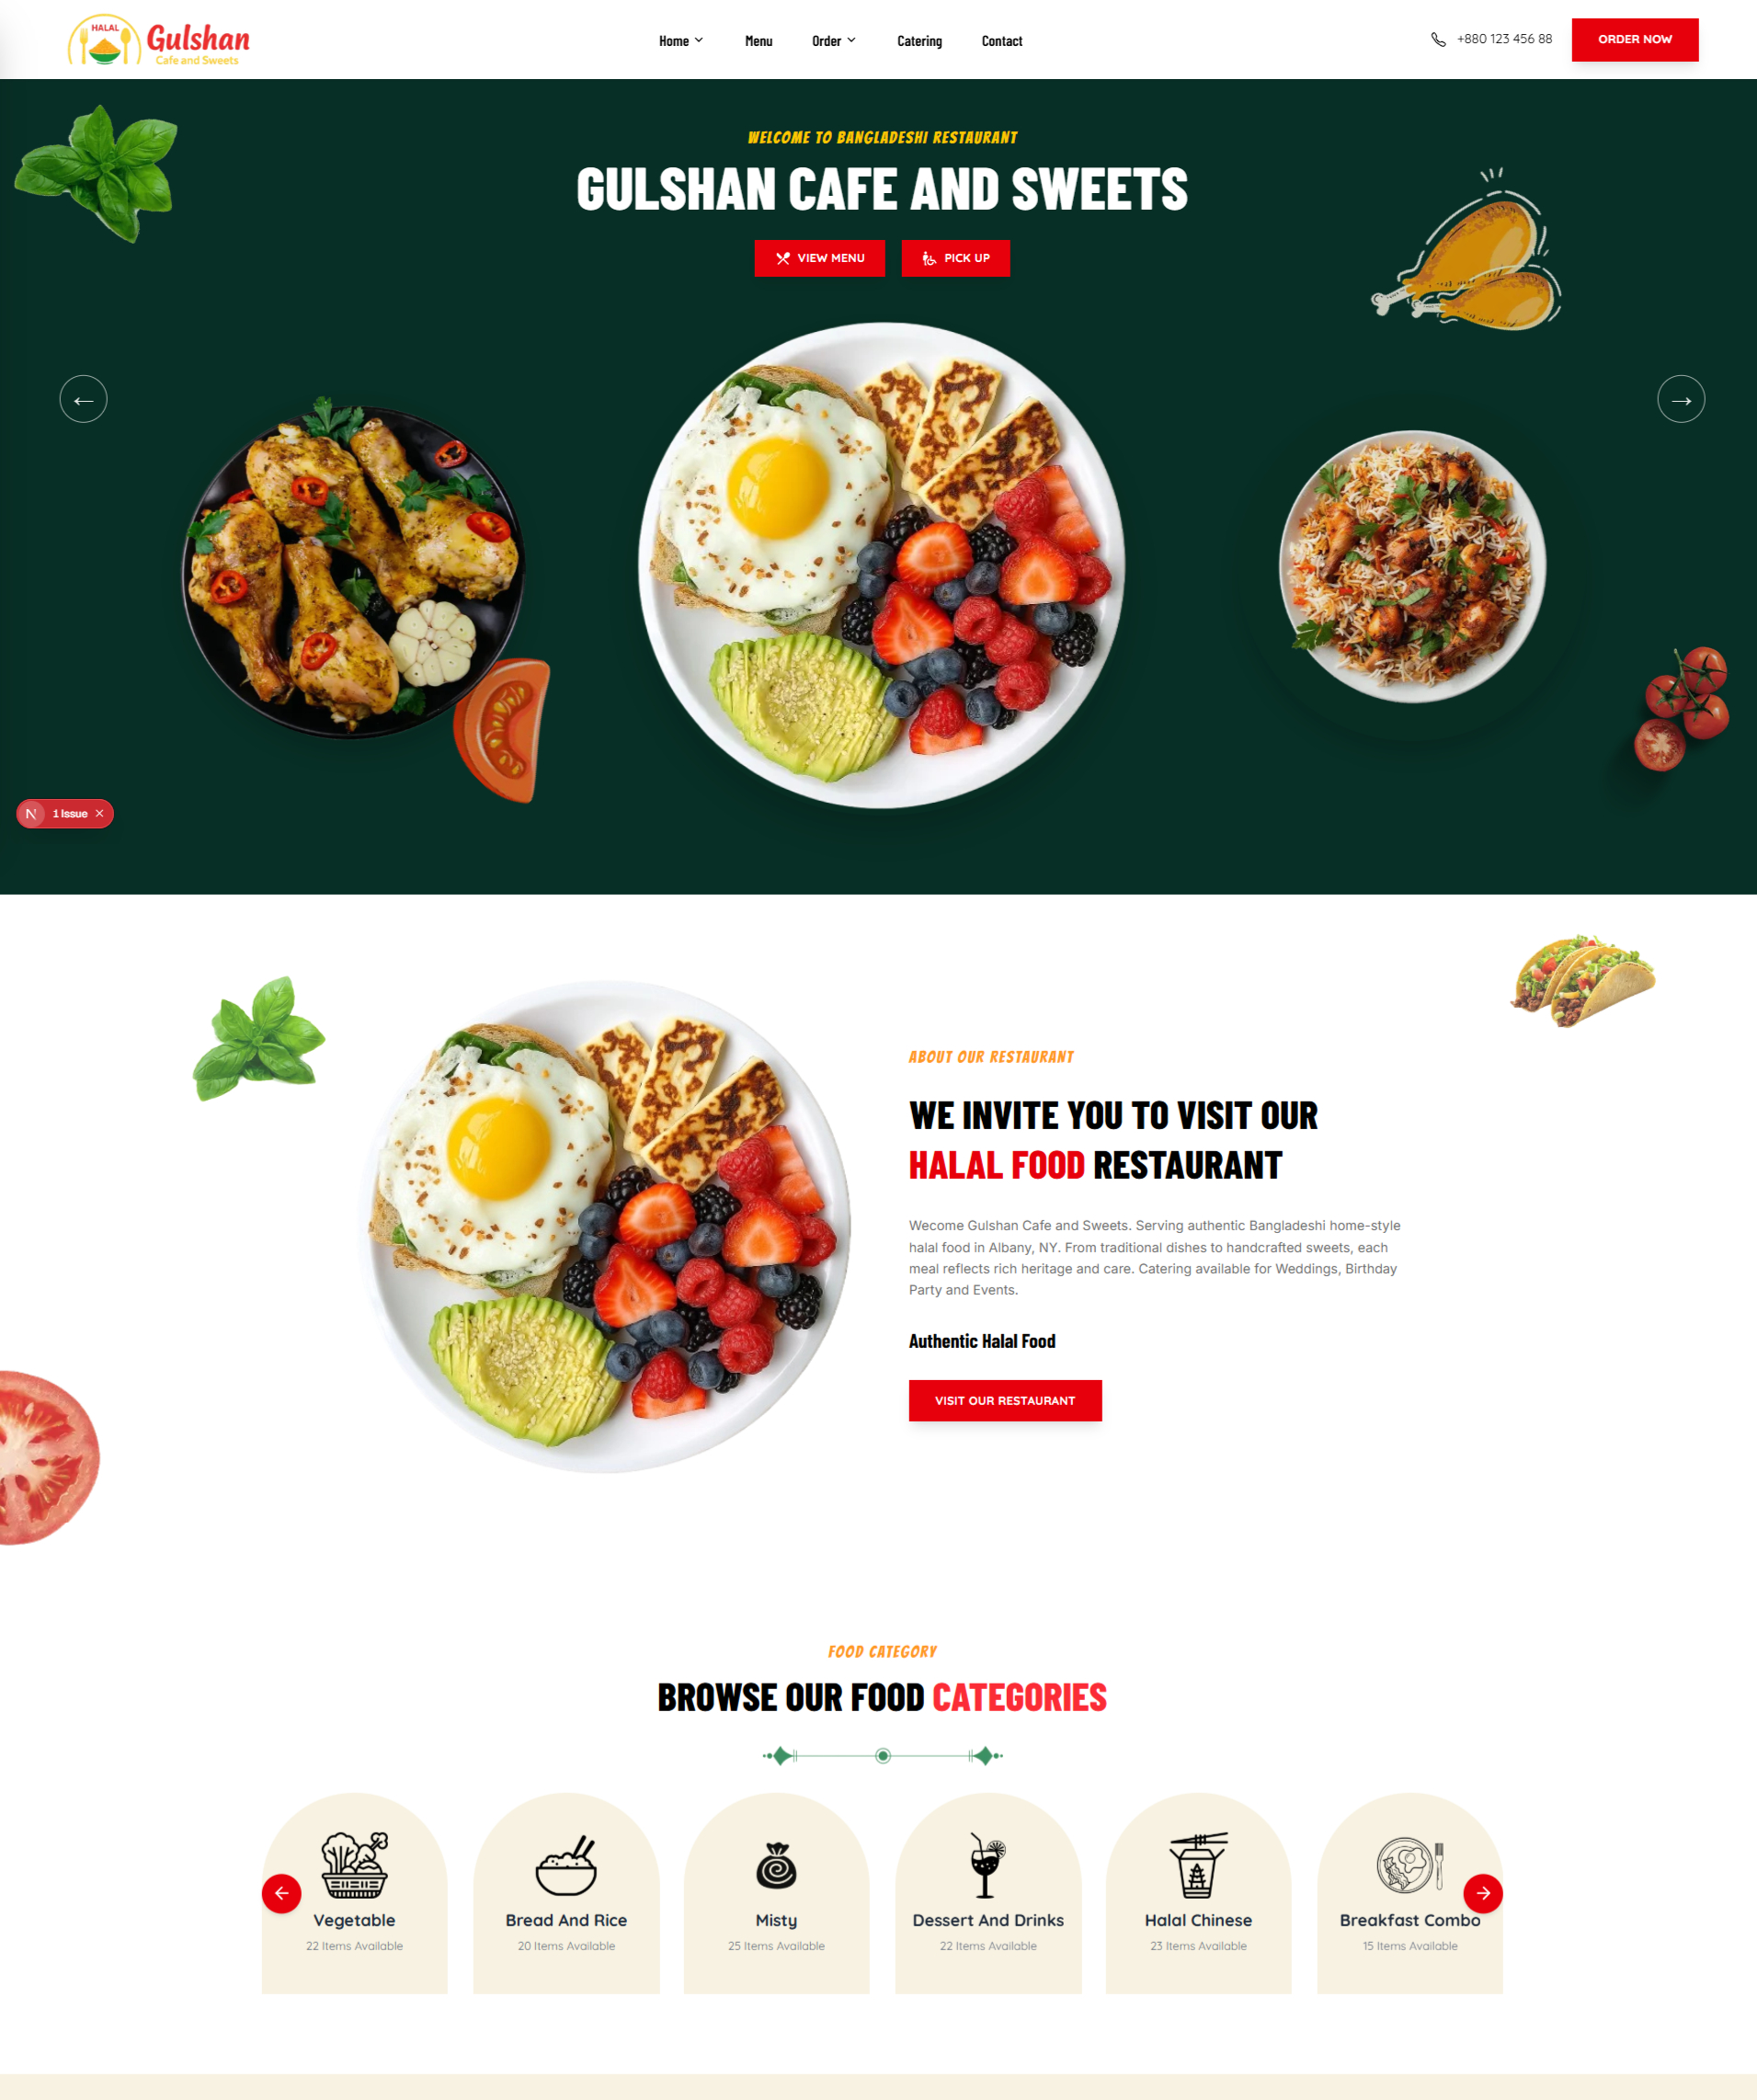 HALAL
Gulshan
Cafe and Sweets
Home
Menu
Order
Catering
Contact
+880 123 456 88
ORDER NOW
WELCOME TO BANGLADESHI RESTAURANT
GULSHAN CAFE AND SWEETS
VIEW MENU
PICK UP
N 1 Issue
ABOUT OUR RESTAURANT
WE INVITE YOU TO VISIT OUR
HALAL FOOD RESTAURANT
Wecome Gulshan Cafe and Sweets. Serving authentic Bangladeshi home-style
halal food in Albany, NY. From traditional dishes to handcrafted sweets, each
meal reflects rich heritage and care. Catering available for Weddings, Birthday
Party and Events.
Authentic Halal Food
VISIT OUR RESTAURANT
FOOD CATEGORY
BROWSE OUR FOOD CATEGORIES
Vegetable
22 Items Available
Bread And Rice
20 Items Available
Misty
25 Items Available
Dessert And Drinks
22 Items Available
Halal Chinese
23 Items Available
Breakfast Combo
15 Items Available